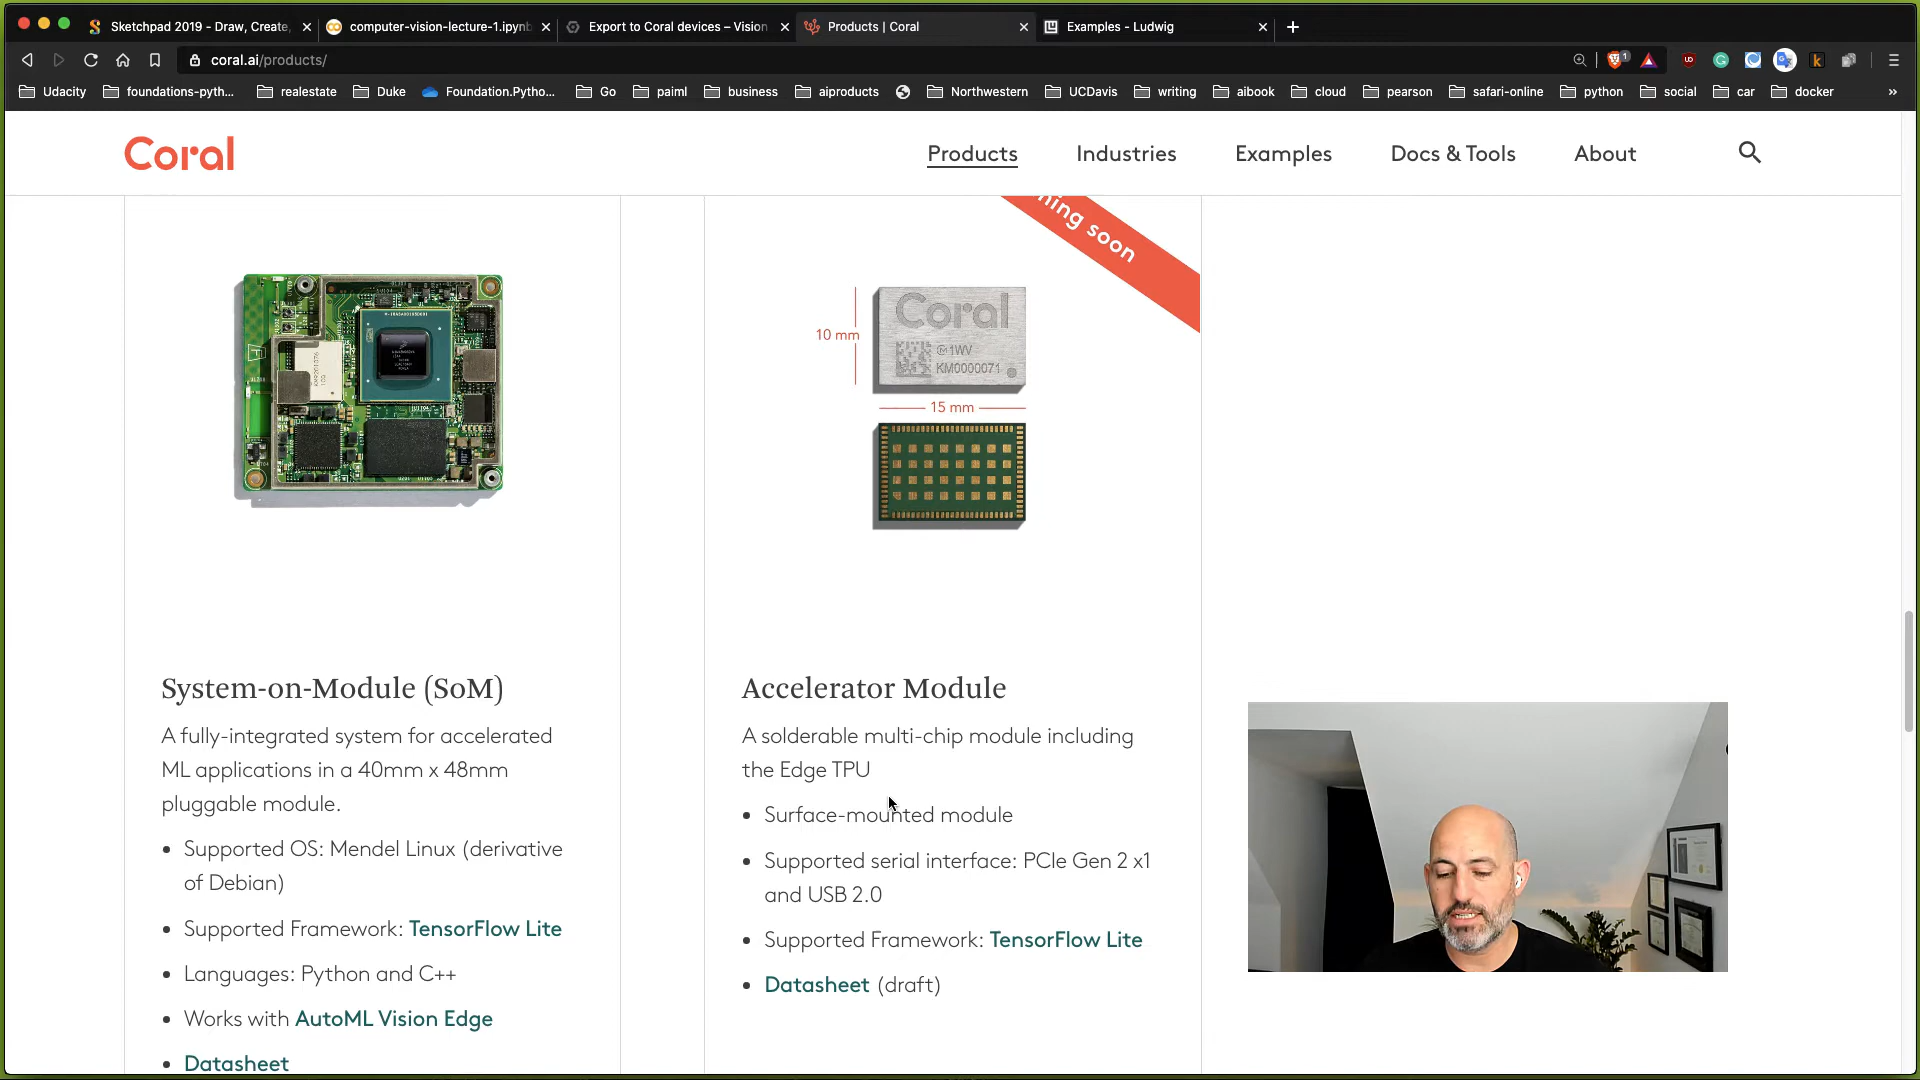 Sketchpad 2019 - Draw, Create,
computer-vision-lecture-1.ipynb
Export to Coral devices – Vision
Products | Coral
Examples - Ludwig
coral.ai/products/
Udacity
foundations-pyth...
realestate
Duke
Foundation.Pytho...
Go
paiml
business
aiproducts
Northwestern
UCDavis
writing
aibook
cloud
pearson
safari-online
python
social
car
docker
»
Coral
Products
Industries
Examples
Docs & Tools
About
ming soon
10 mm
Coral
1WV
KM0000071
15 mm
System-on-Module (SoM)
A fully-integrated system for accelerated
ML applications in a 40mm x 48mm
pluggable module.
• Supported OS: Mendel Linux (derivative
of Debian)
• Supported Framework: TensorFlow Lite
• Languages: Python and C++
• Works with AutoML Vision Edge
• Datasheet
Accelerator Module
A solderable multi-chip module including
the Edge TPU
• Surface-mounted module
• Supported serial interface: PCIe Gen 2 x1
and USB 2.0
• Supported Framework: TensorFlow Lite
• Datasheet (draft)